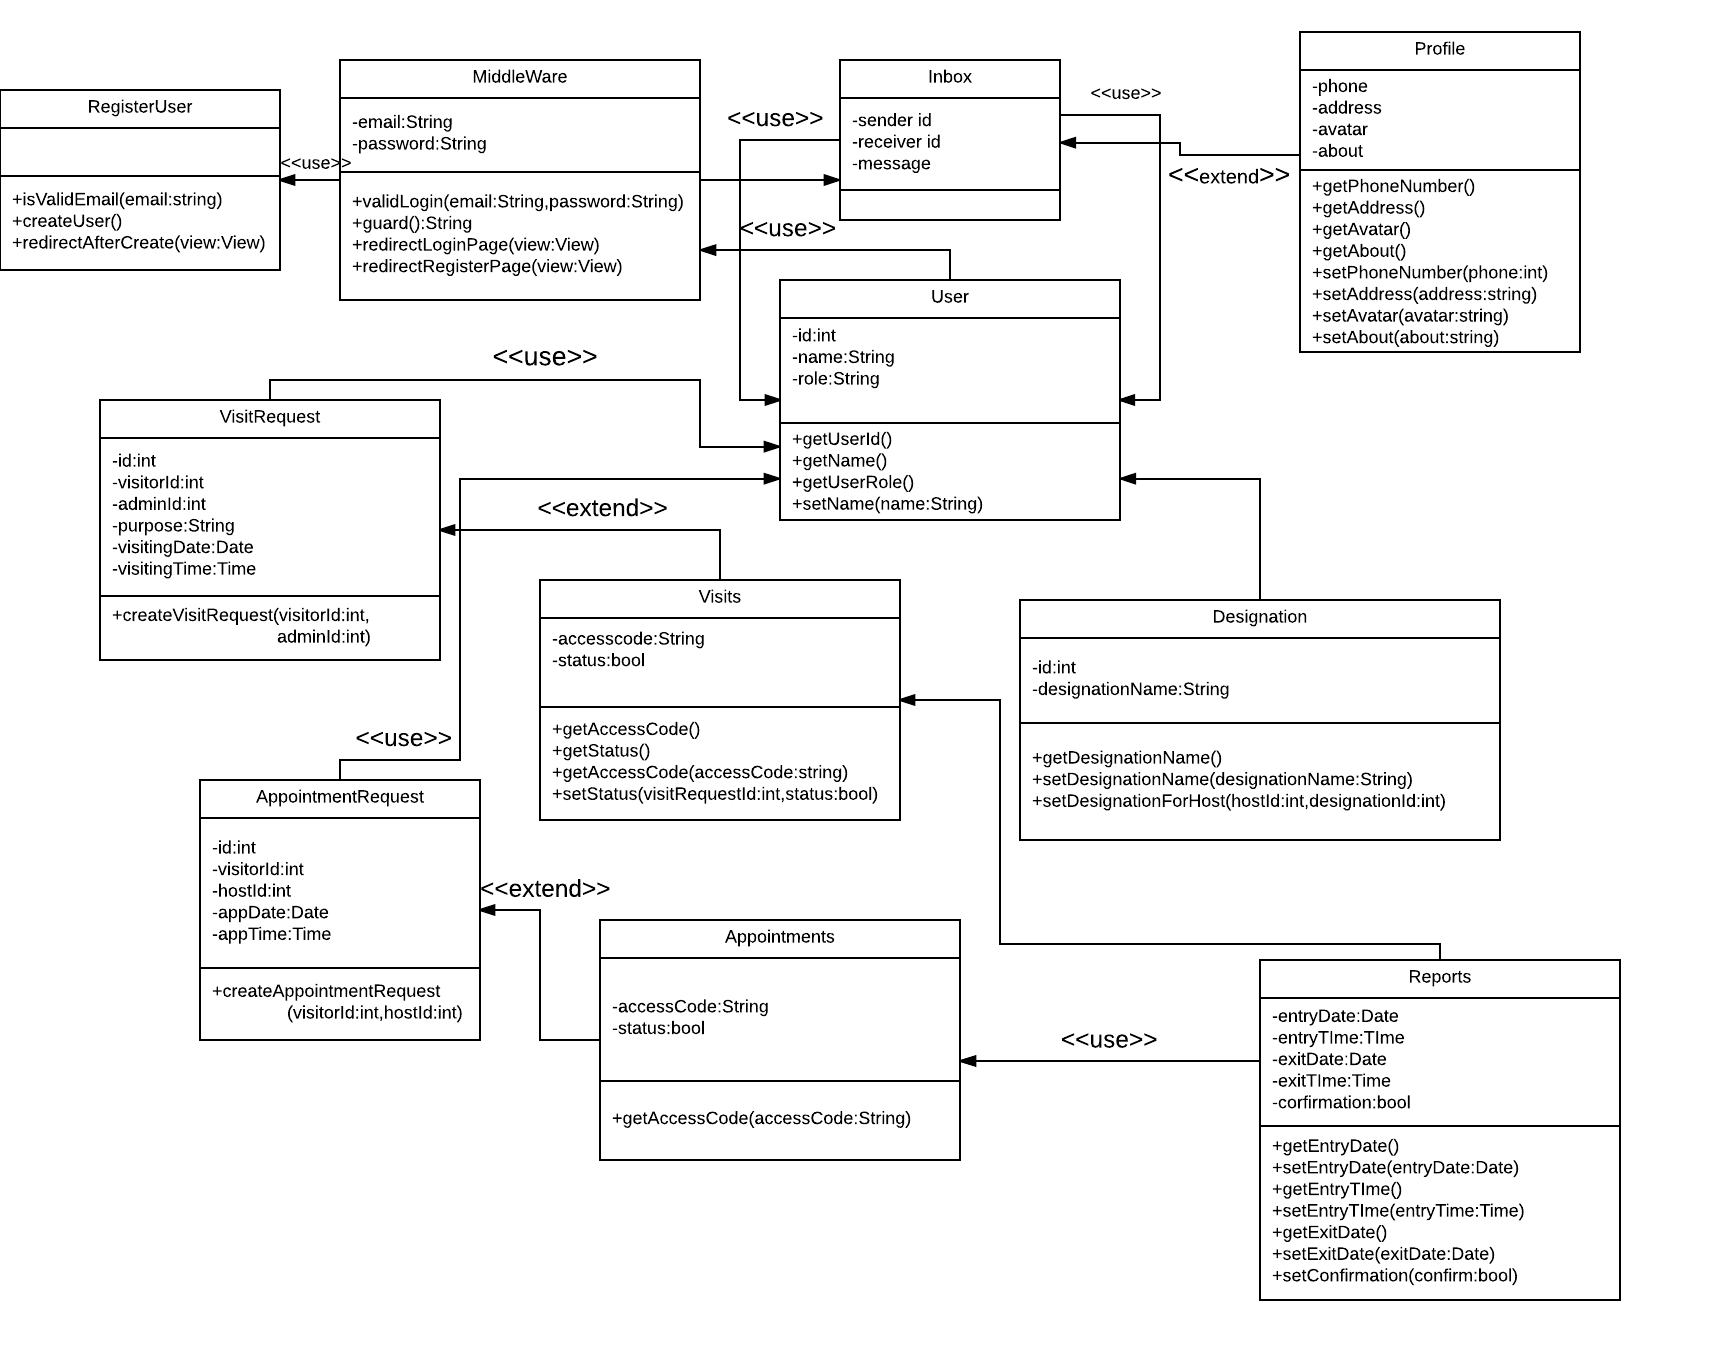 RegisterUser
+isValidEmail(email:string)
+createUser()
+redirectAfterCreate(view:View)
<<use>>
MiddleWare
-email:String
-password:String
+validLogin(email:String,password:String)
+guard():String
+redirectLoginPage(view:View)
+redirectRegisterPage(view:View)
<<use>>
Inbox
-sender id
-receiver id
-message
<<use>>
<<extend>>
Profile
-phone
-address
-avatar
-about
+getPhoneNumber()
+getAddress()
+getAvatar()
+getAbout()
+setPhoneNumber(phone:int)
+setAddress(address:string)
+setAvatar(avatar:string)
+setAbout(about:string)
<<use>>
User
-id:int
-name:String
-role:String
+getUserId()
+getName()
+getUserRole()
+setName(name:String)
<<use>>
VisitRequest
-id:int
-visitorId:int
-adminId:int
-purpose:String
-visitingDate:Date
-visitingTime:Time
+createVisitRequest(visitorId:int,
adminId:int)
<<extend>>
Visits
-accesscode:String
-status:bool
+getAccessCode()
+getStatus()
+getAccessCode(accessCode:string)
+setStatus(visitRequestId:int,status:bool)
Designation
-id:int
-designationName:String
+getDesignationName()
+setDesignationName(designationName:String)
+setDesignationForHost(hostId:int,designationId:int)
<<use>>
AppointmentRequest
-id:int
-visitorId:int
-hostId:int
-appDate:Date
-appTime:Time
+createAppointmentRequest
(visitorId:int,hostId:int)
<<extend>>
Appointments
-accessCode:String
-status:bool
+getAccessCode(accessCode:String)
<<use>>
Reports
-entryDate:Date
-entryTIme:TIme
-exitDate:Date
-exitTIme:Time
-corfirmation:bool
+getEntryDate()
+setEntryDate(entryDate:Date)
+getEntryTIme()
+setEntryTIme(entryTime:Time)
+getExitDate()
+setExitDate(exitDate:Date)
+setConfirmation(confirm:bool)